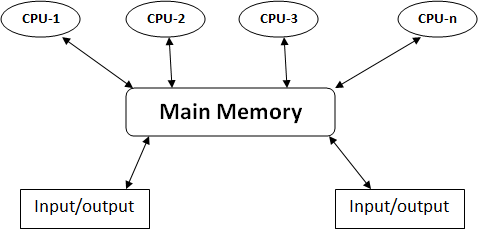 CPU-1
CPU-2
CPU-3
CPU-n
Main Memory
Input/output
Input/output